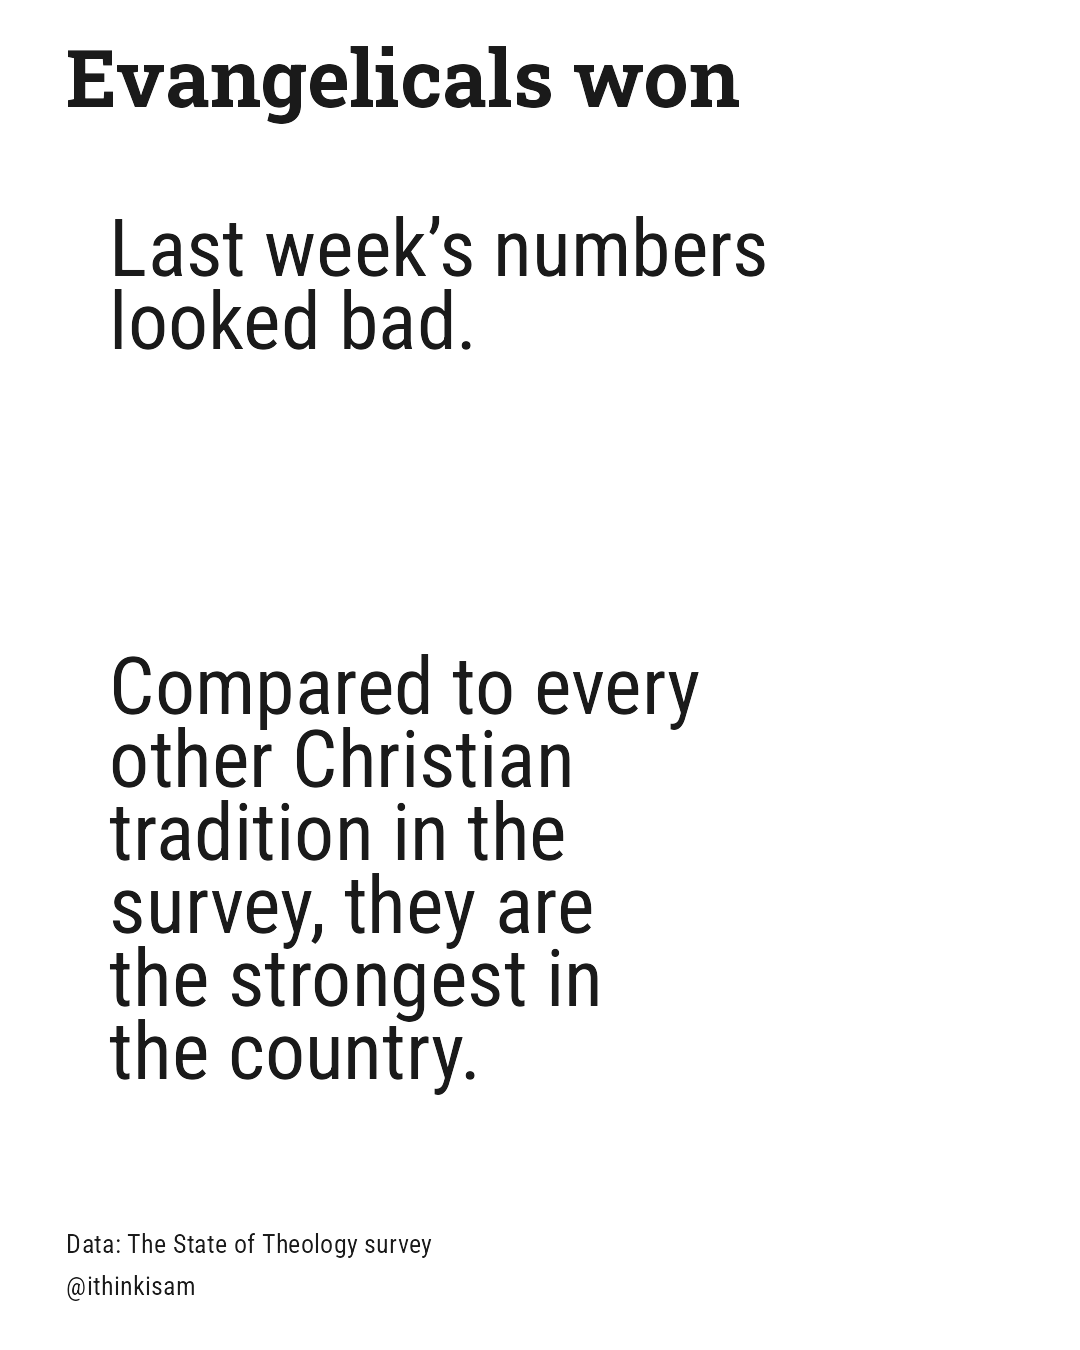 Evangelicals won
Last week’s numbers
looked bad.
Compared to every
other Christian
tradition in the
survey, they are
the strongest in
the country.
Data: The State of Theology survey
@ithinkisam